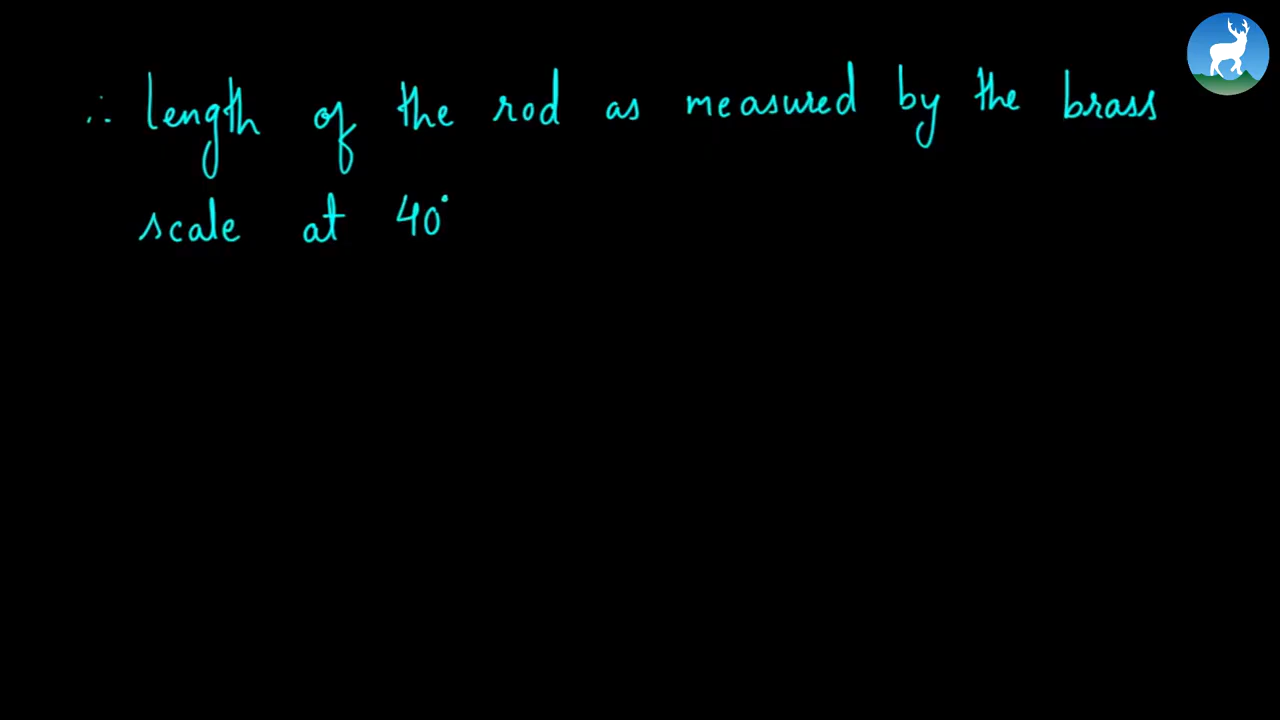 ∴ length of the rod as measured by the brass
scale at 40°